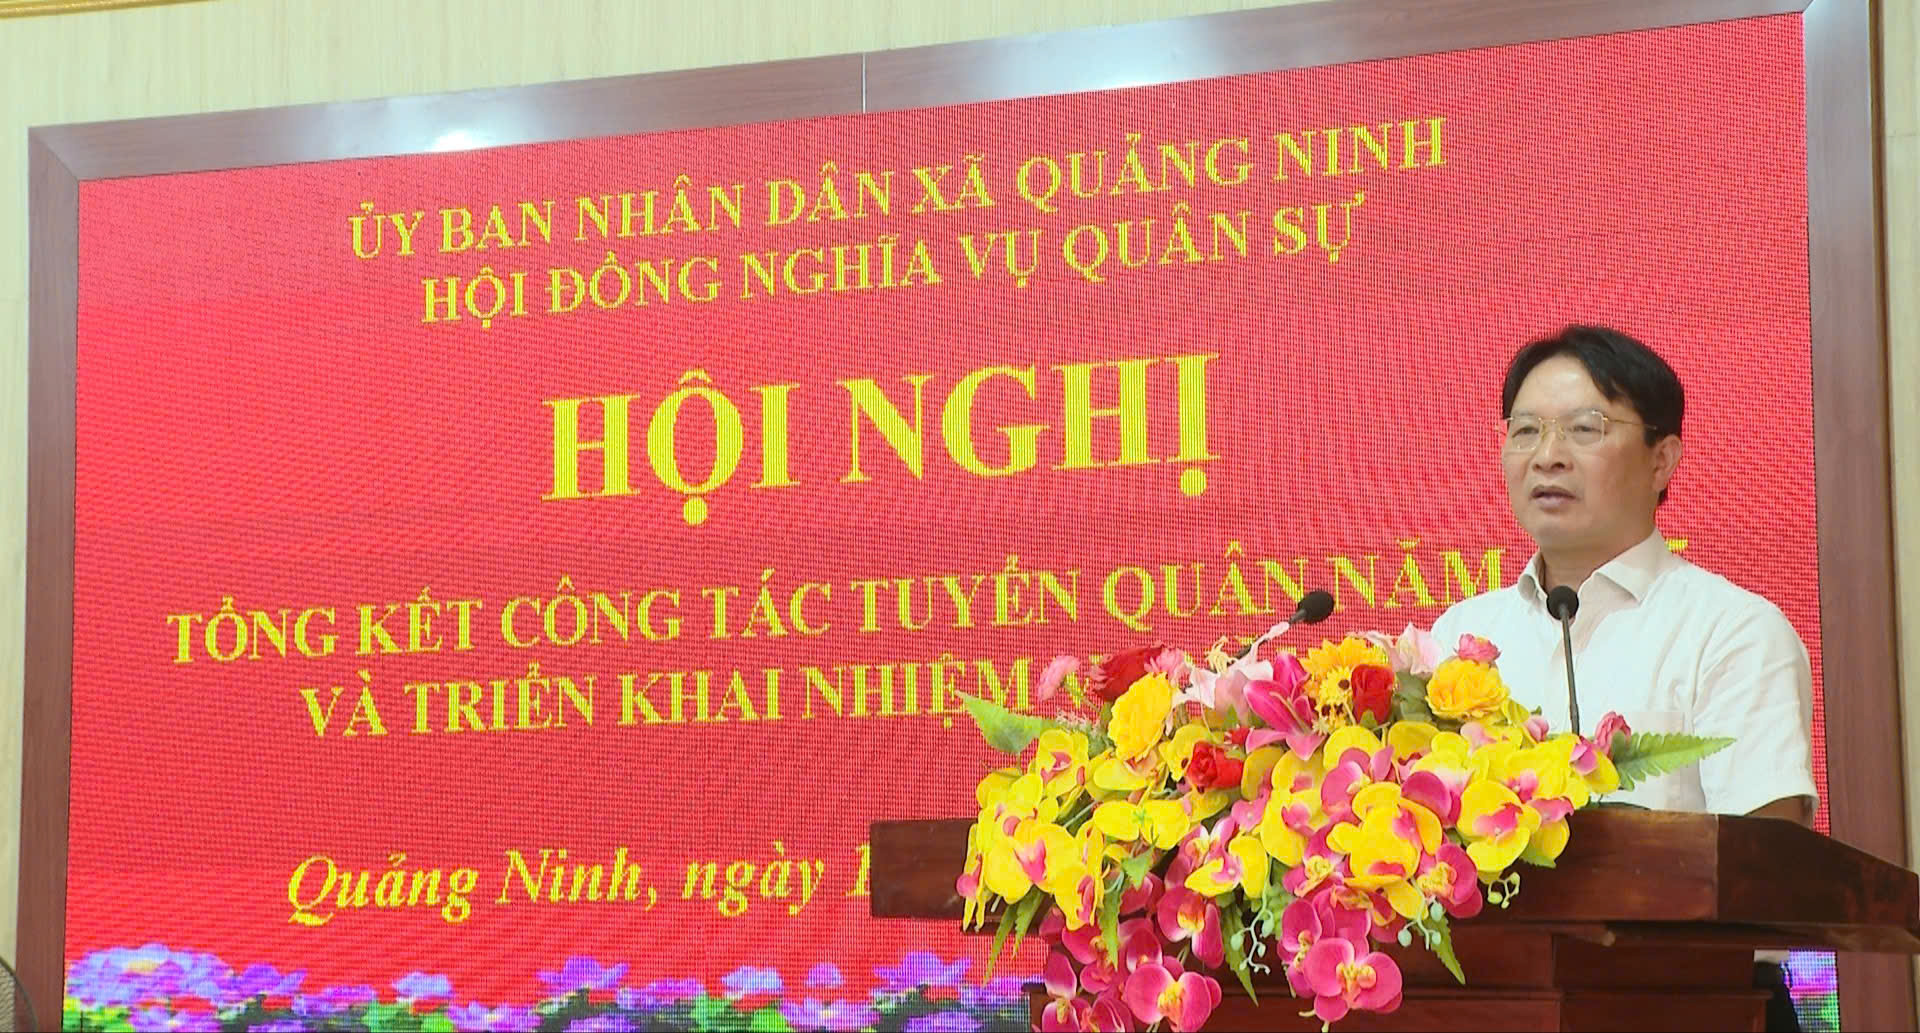 ỦY BAN NHÂN DÂN XÃ QUẢNG NINH
HỘI ĐỒNG NGHĨA VỤ QUÂN SỰ
HỘI NGHỊ
TỔNG KẾT CÔNG TÁC TUYỂN QUÂN NĂM
VÀ TRIỂN KHAI NHIỆM
Quảng Ninh, ngày 1